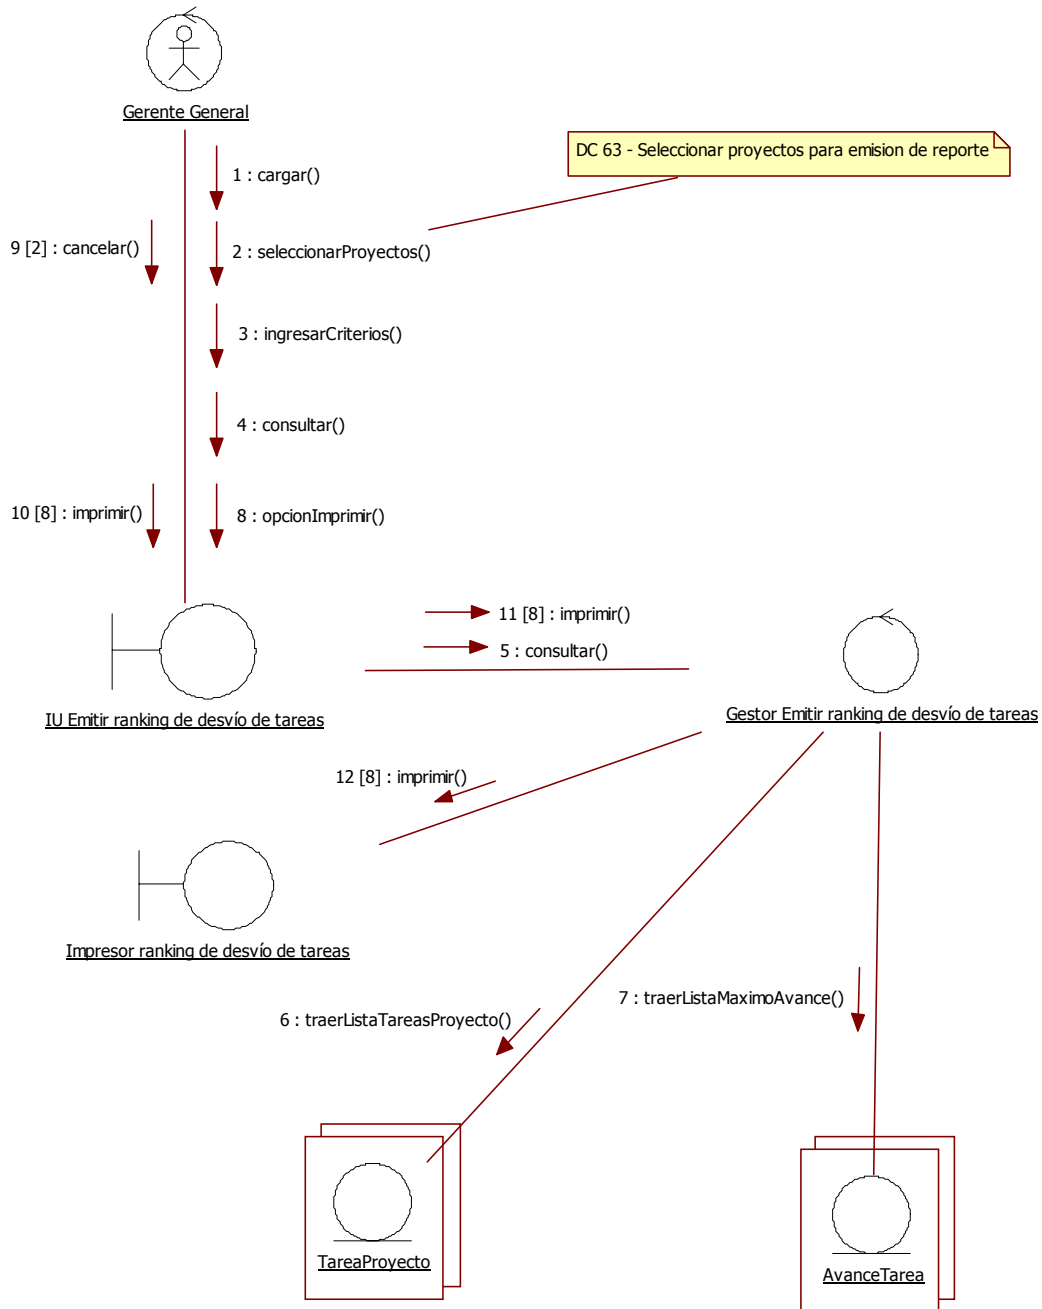 Gerente General
DC 63 - Seleccionar proyectos para emision de reporte
1 : cargar()
9 [2] : cancelar()
2 : seleccionarProyectos()
3 : ingresarCriterios()
4 : consultar()
10 [8] : imprimir()
8 : opcionImprimir()
11 [8] : imprimir()
5 : consultar()
IU Emitir ranking de desvío de tareas
Gestor Emitir ranking de desvío de tareas
12 [8] : imprimir()
Impresor ranking de desvío de tareas
7 : traerListaMaximoAvance()
6 : traerListaTareasProyecto()
TareaProyecto
AvanceTarea